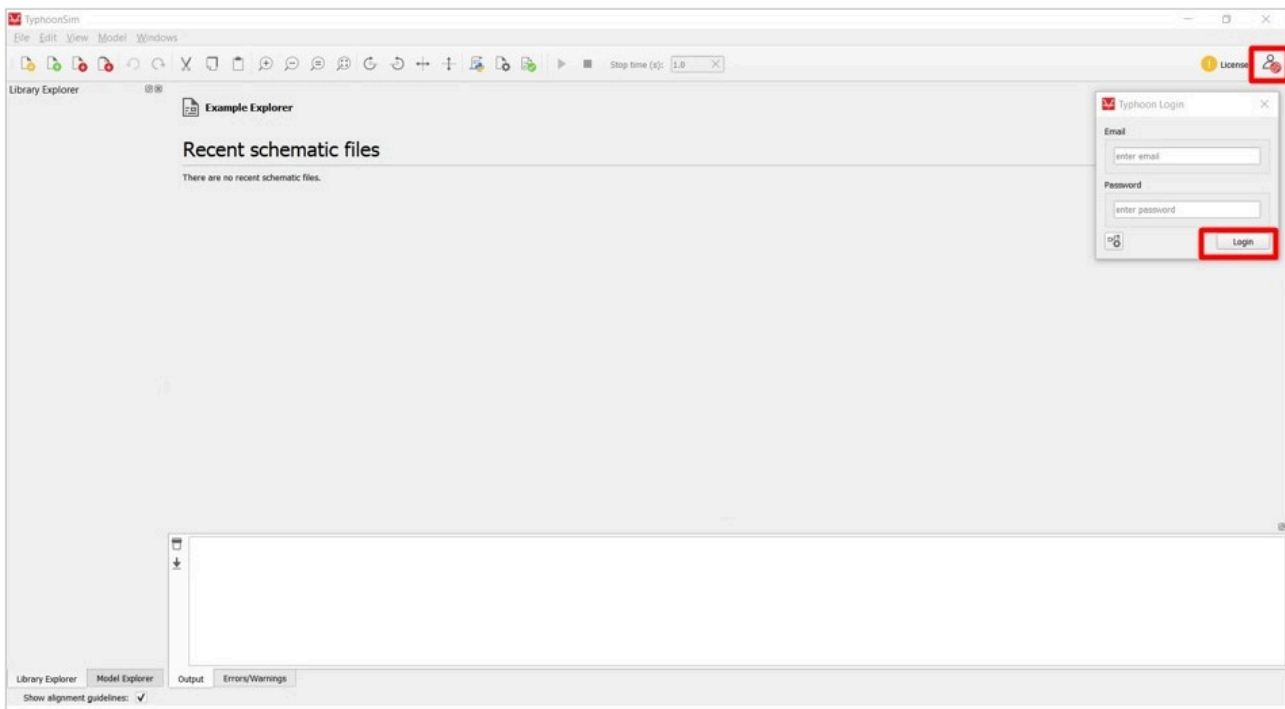 TyphoonSim
File Edit View Model Windows
Stop time (s): 1.0
License
Library Explorer
Example Explorer
Recent schematic files
There are no recent schematic files.
Typhoon Login
Email
enter email
Password
enter password
Login
Library Explorer Model Explorer Output Errors/Warnings
Show alignment guidelines: